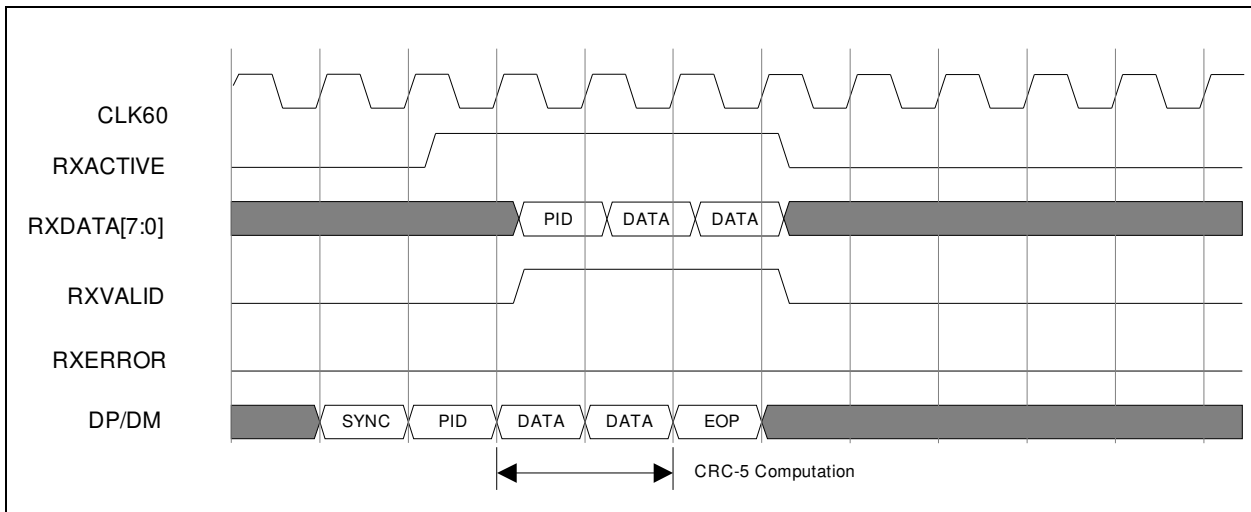 CLK60
RXACTIVE
RXDATA[7:0] PID DATA DATA
RXVALID
RXERROR
DP/DM SYNC PID DATA DATA EOP
CRC-5 Computation